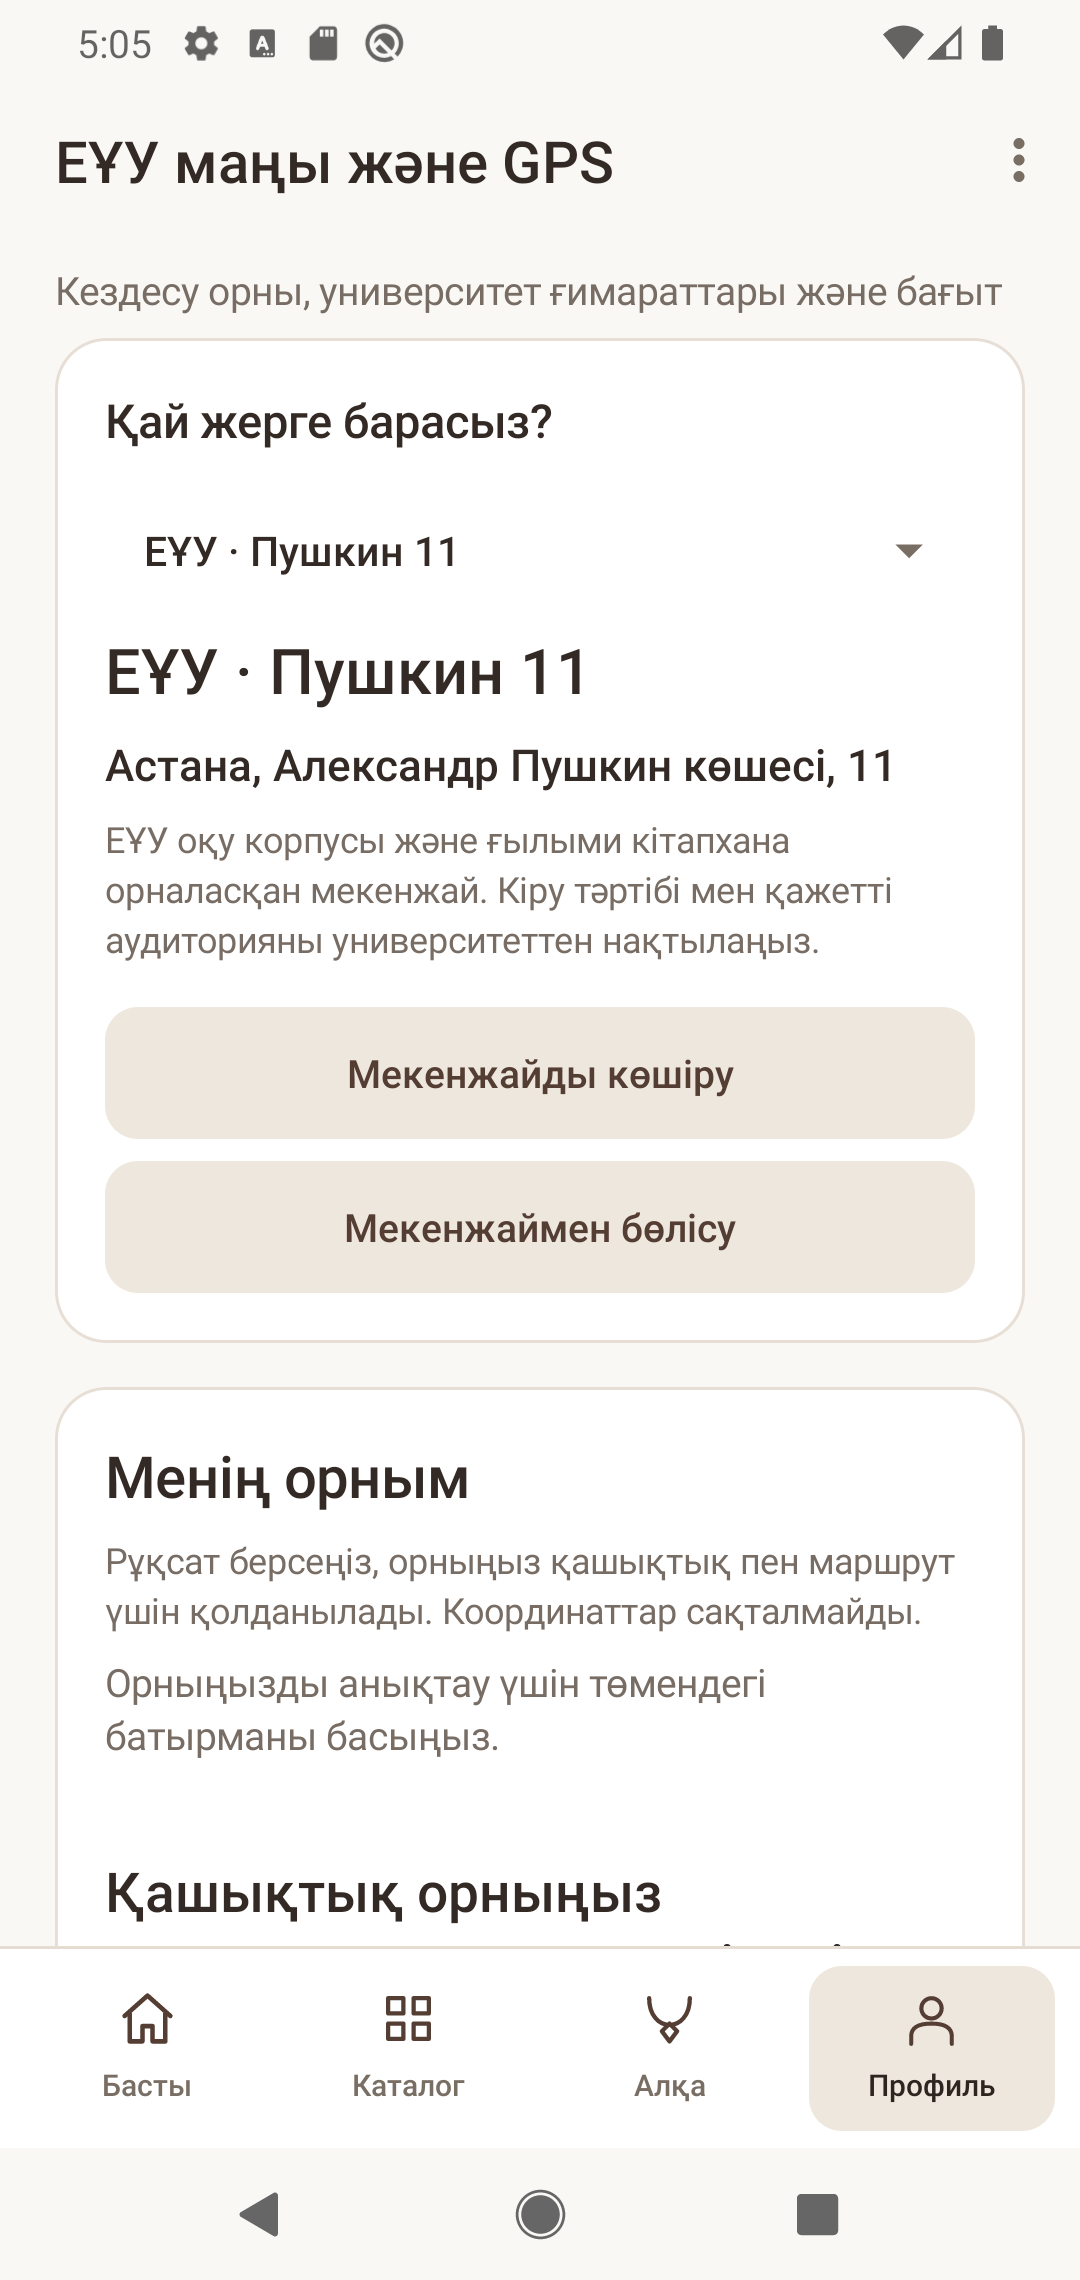 5:05
ЕҰУ маңы және GPS
Кездесу орны, университет ғимараттары және бағыт
Қай жерге барасыз?
ЕҰУ · Пушкин 11
ЕҰУ · Пушкин 11
Астана, Александр Пушкин көшесі, 11
ЕҰУ оқу корпусы және ғылыми кітапхана
орналасқан мекенжай. Кіру тәртібі мен қажетті
аудиторияны университеттен нақтылаңыз.
Мекенжайды көшіру
Мекенжаймен бөлісу
Менің орным
Рұқсат берсеңіз, орныңыз қашықтық пен маршрут
үшін қолданылады. Координаттар сақталмайды.
Орныңызды анықтау үшін төмендегі
батырманы басыңыз.
Қашықтық орныңыз
Басты
Каталог
Алқа
Профиль